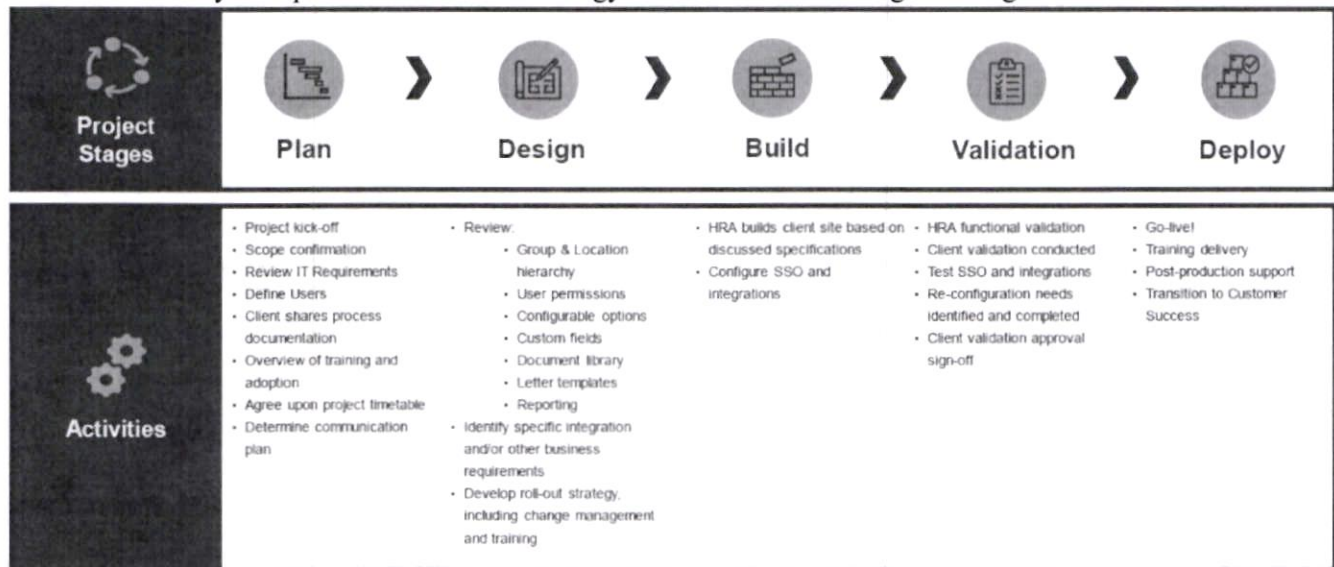 Project
Stages
Plan
Design
Build
Validation
Deploy
Activities
• Project kick-off
• Scope confirmation
• Review IT Requirements
• Define Users
• Client shares process
documentation
• Overview of training and
adoption
• Agree upon project timetable
• Determine communication
plan
• Review:
• Group & Location
hierarchy
• User permissions
• Configurable options
• Custom fields
• Document library
• Letter templates
• Reporting
• Identify specific integration
and/or other business
requirements
• Develop roll-out strategy,
including change management
and training
• HRA builds client site based on
discussed specifications
• Configure SSO and
integrations
• HRA functional validation
• Client validation conducted
• Test SSO and integrations
• Re-configuration needs
identified and completed
• Client validation approval
sign-off
• Go-live!
• Training delivery
• Post-production support
• Transition to Customer
Success